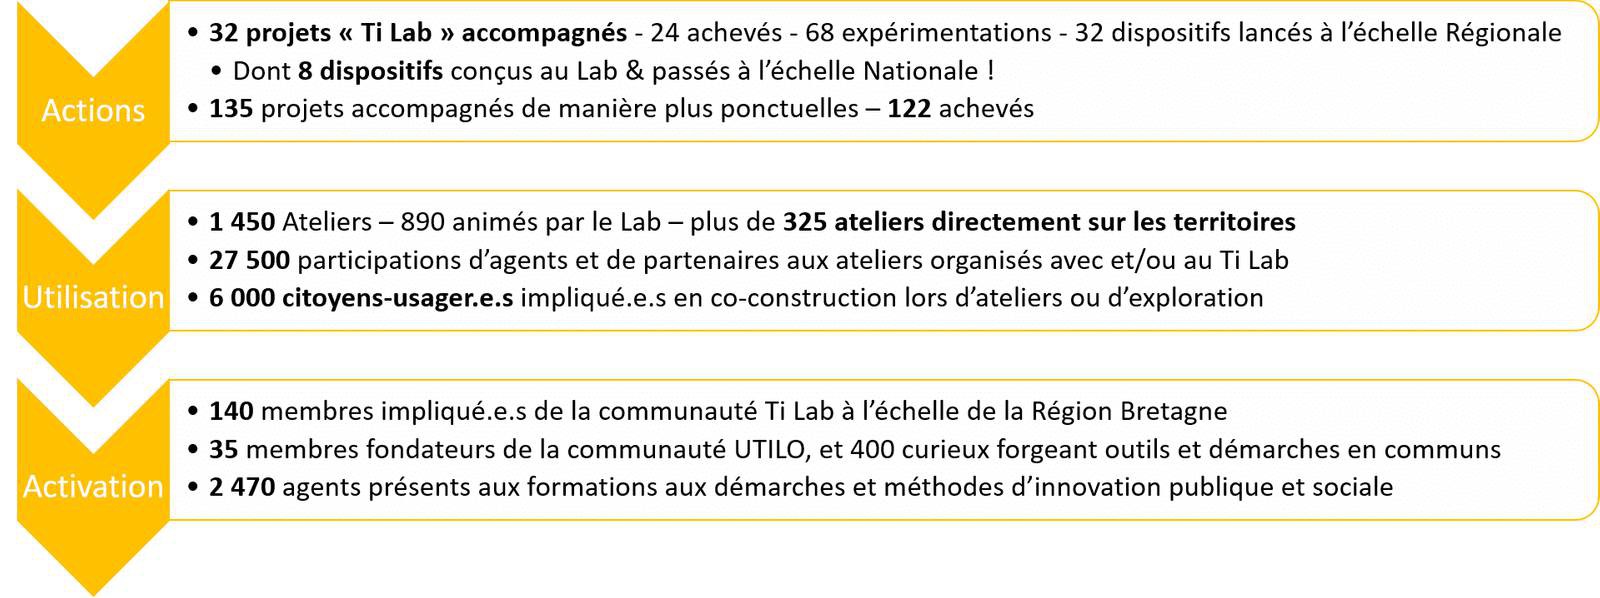 Actions
• 32 projets « Ti Lab » accompagnés - 24 achevés - 68 expérimentations - 32 dispositifs lancés à l’échelle Régionale
• Dont 8 dispositifs conçus au Lab & passés à l’échelle Nationale !
• 135 projets accompagnés de manière plus ponctuelles – 122 achevés
Utilisation
• 1 450 Ateliers – 890 animés par le Lab – plus de 325 ateliers directement sur les territoires
• 27 500 participations d’agents et de partenaires aux ateliers organisés avec et/ou au Ti Lab
• 6 000 citoyens-usager.e.s impliqué.e.s en co-construction lors d’ateliers ou d’exploration
Activation
• 140 membres impliqué.e.s de la communauté Ti Lab à l’échelle de la Région Bretagne
• 35 membres fondateurs de la communauté UTILO, et 400 curieux forgeant outils et démarches en communs
• 2 470 agents présents aux formations aux démarches et méthodes d’innovation publique et sociale